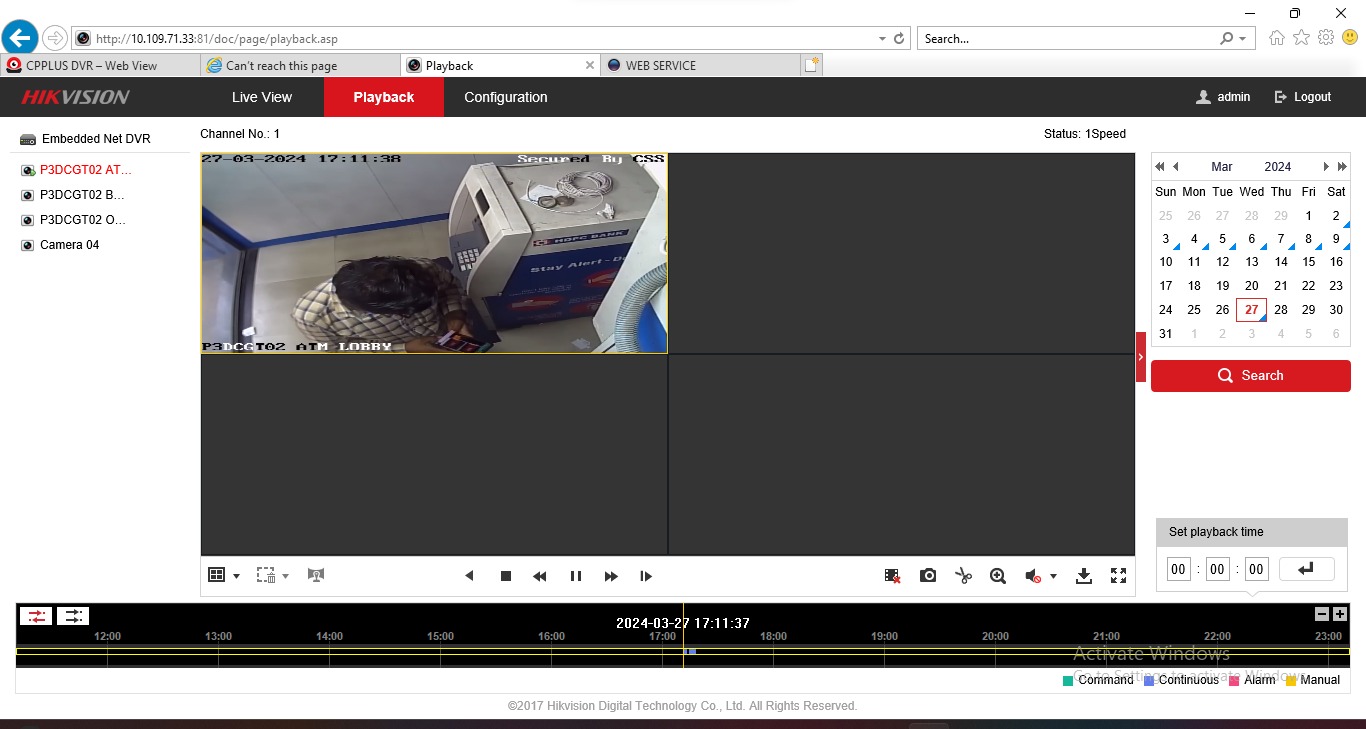 http://10.109.71.33:81/doc/page/playback.asp
Search...
CPPLUS DVR – Web View
Can't reach this page
Playback
WEB SERVICE
HIKVISION
Live View
Playback
Configuration
admin
Logout
Embedded Net DVR
P3DCGT02 AT...
P3DCGT02 B...
P3DCGT02 O...
Camera 04
Channel No.: 1
Status: 1Speed
27-03-2024 17:11:38
Secured By CSS
HDFC BANK
Stay Alert - Do
P3DCGT02 ATM LOBBY
Mar 2024
Sun Mon Tue Wed Thu Fri Sat
25 26 27 28 29 1 2
3 4 5 6 7 8 9
10 11 12 13 14 15 16
17 18 19 20 21 22 23
24 25 26 27 28 29 30
31 1 2 3 4 5 6
Search
Set playback time
00 : 00 : 00
2024-03-27 17:11:37
12:00 13:00 14:00 15:00 16:00 17:00 18:00 19:00 20:00 21:00 22:00 23:00
Activate Windows
Go to Settings to activate Windows.
Command Continuous Alarm Manual
©2017 Hikvision Digital Technology Co., Ltd. All Rights Reserved.